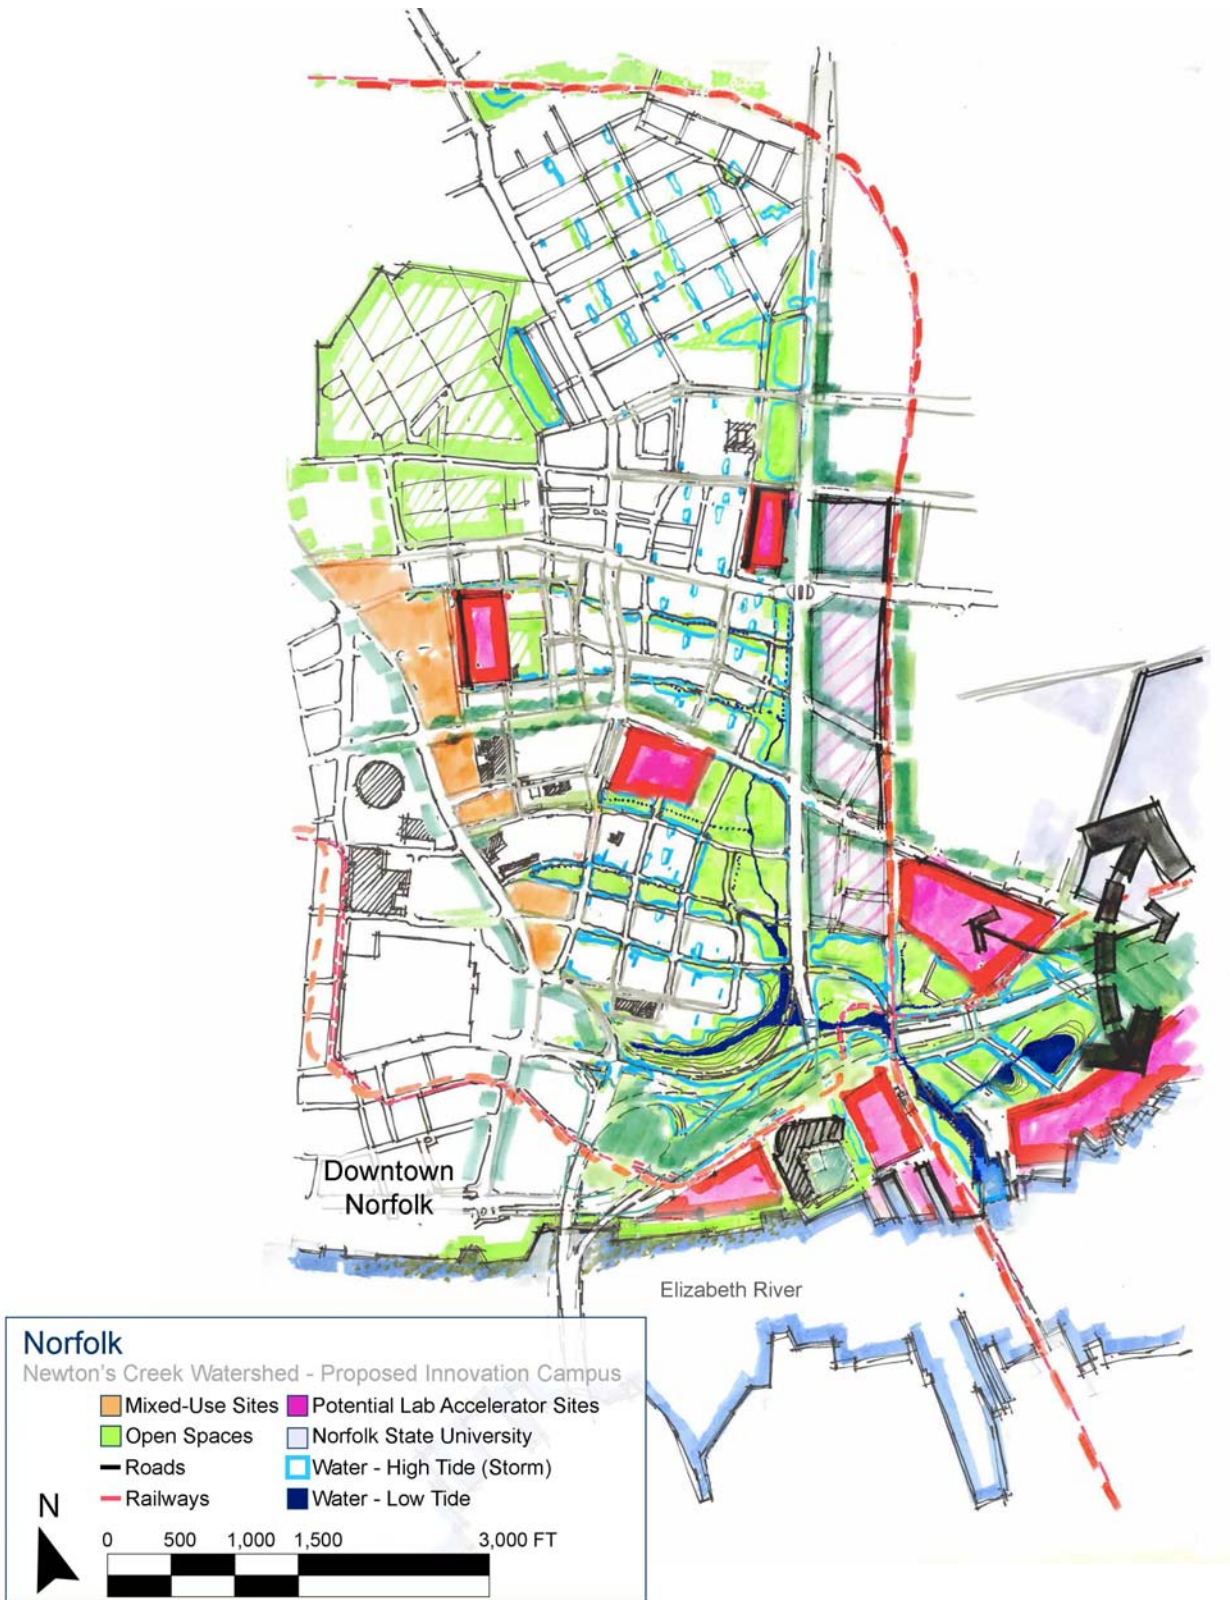 Downtown
Norfolk
Elizabeth River
Norfolk
Newton's Creek Watershed - Proposed Innovation Campus
Mixed-Use Sites
Potential Lab Accelerator Sites
Open Spaces
Norfolk State University
Roads
Water - High Tide (Storm)
Railways
Water - Low Tide
N
0 500 1,000 1,500 3,000 FT